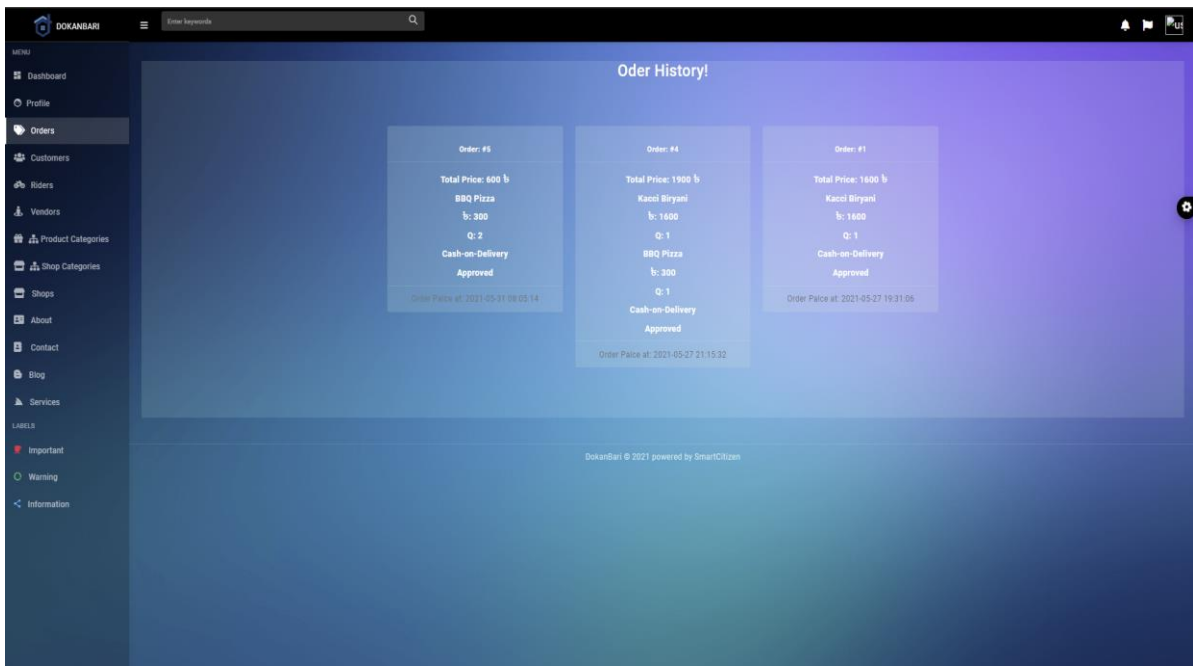 DOKANBARI
Enter keywords
MENU
Dashboard
Profile
Orders
Customers
Riders
Vendors
Product Categories
Shop Categories
Shops
About
Contact
Blog
Services
LABELS
Important
Warning
Information
Oder History!
Order: #5
Total Price: 600 ৳
BBQ Pizza
৳: 300
Q: 2
Cash-on-Delivery
Approved
Order Palce at: 2021-05-31 08:05:14
Order: #4
Total Price: 1900 ৳
Kacci Biryani
৳: 1600
Q: 1
BBQ Pizza
৳: 300
Q: 1
Cash-on-Delivery
Approved
Order Palce at: 2021-05-27 21:15:32
Order: #1
Total Price: 1600 ৳
Kacci Biryani
৳: 1600
Q: 1
Cash-on-Delivery
Approved
Order Palce at: 2021-05-27 19:31:06
DokanBari © 2021 powered by SmartCitizen